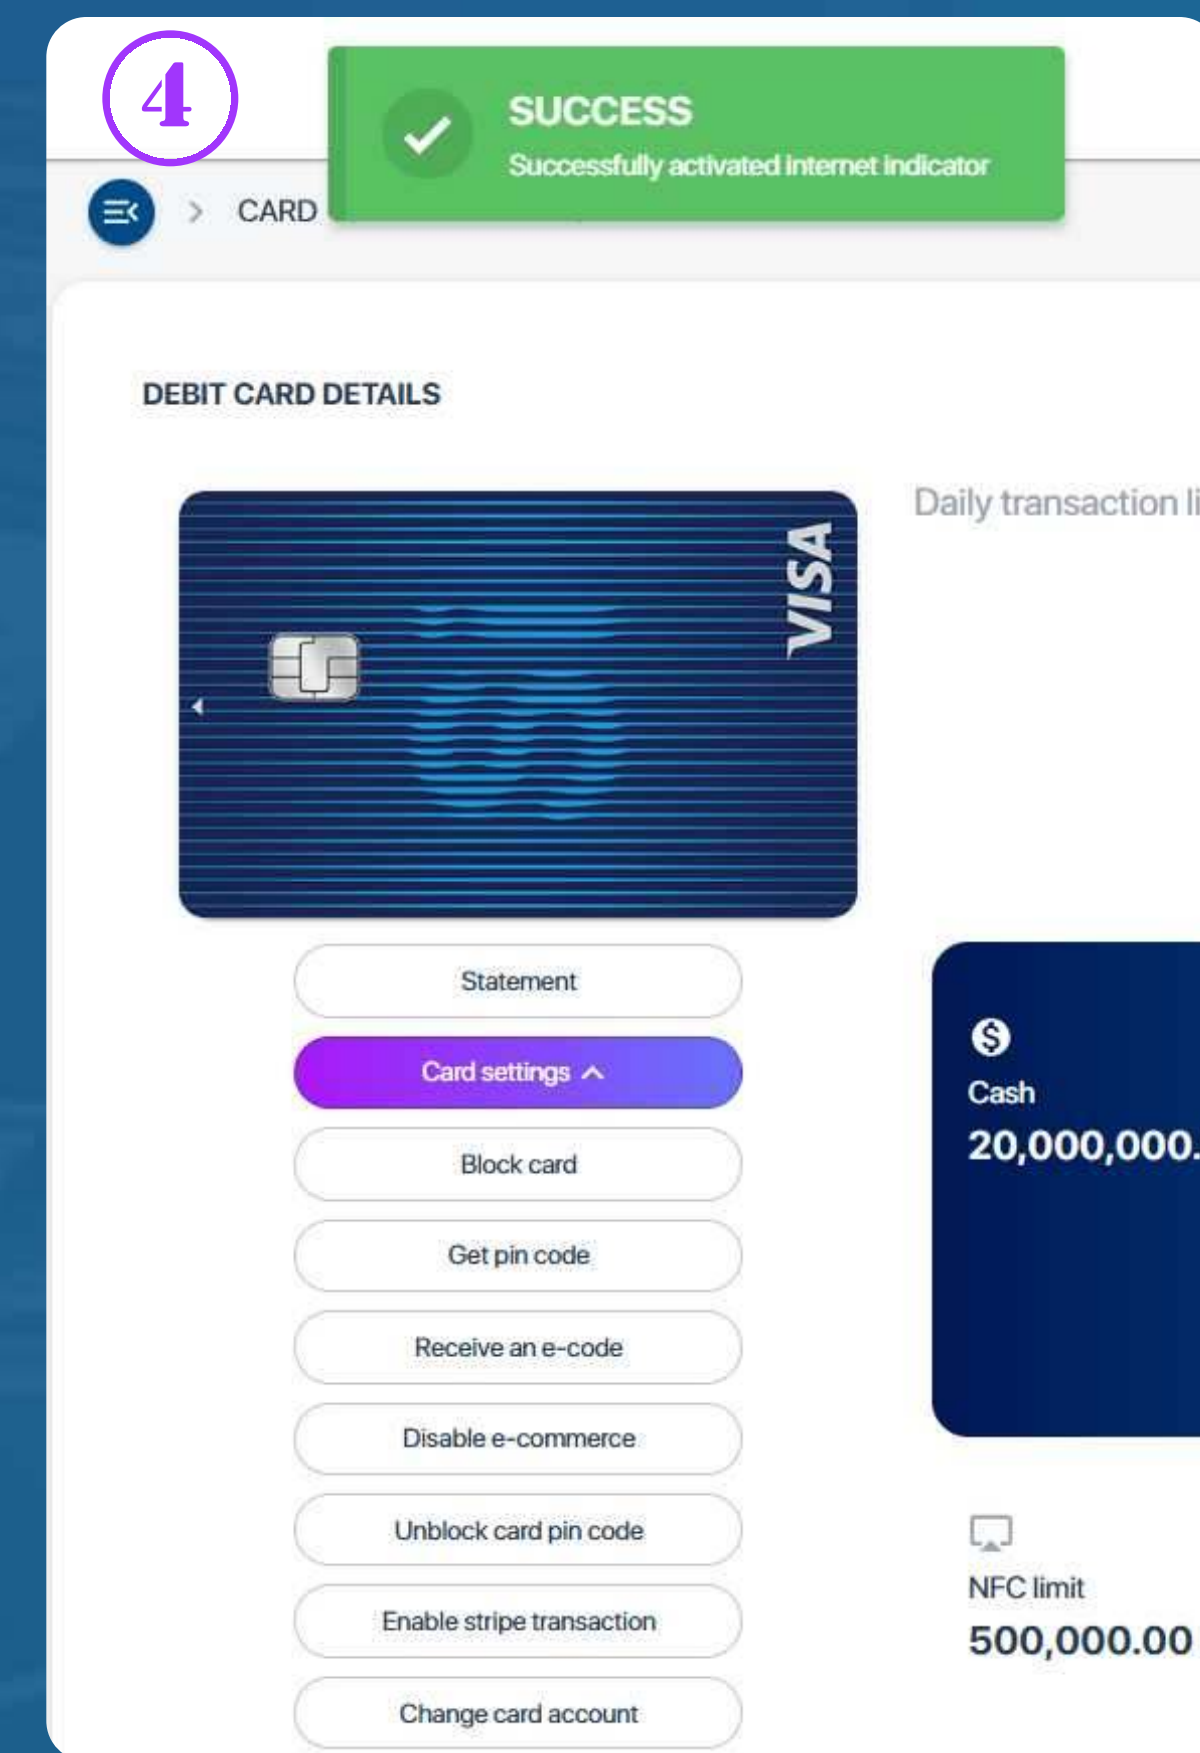 4
SUCCESS
Successfully activated internet indicator
> CARD
DEBIT CARD DETAILS
VISA
Daily transaction li
Statement
Card settings
Block card
Get pin code
Receive an e-code
Disable e-commerce
Unblock card pin code
Enable stripe transaction
Change card account
Cash
20,000,000.
NFC limit
500,000.00